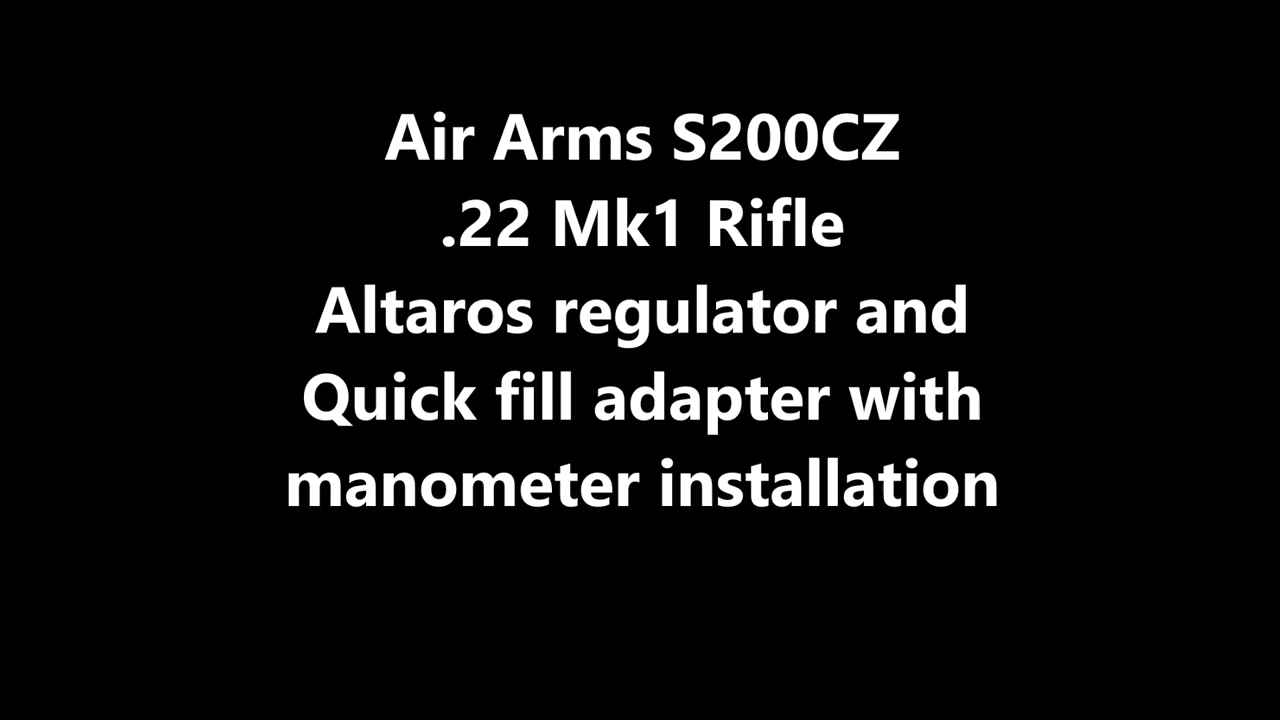 Air Arms S200CZ
.22 Mk1 Rifle
Altaros regulator and
Quick fill adapter with
manometer installation